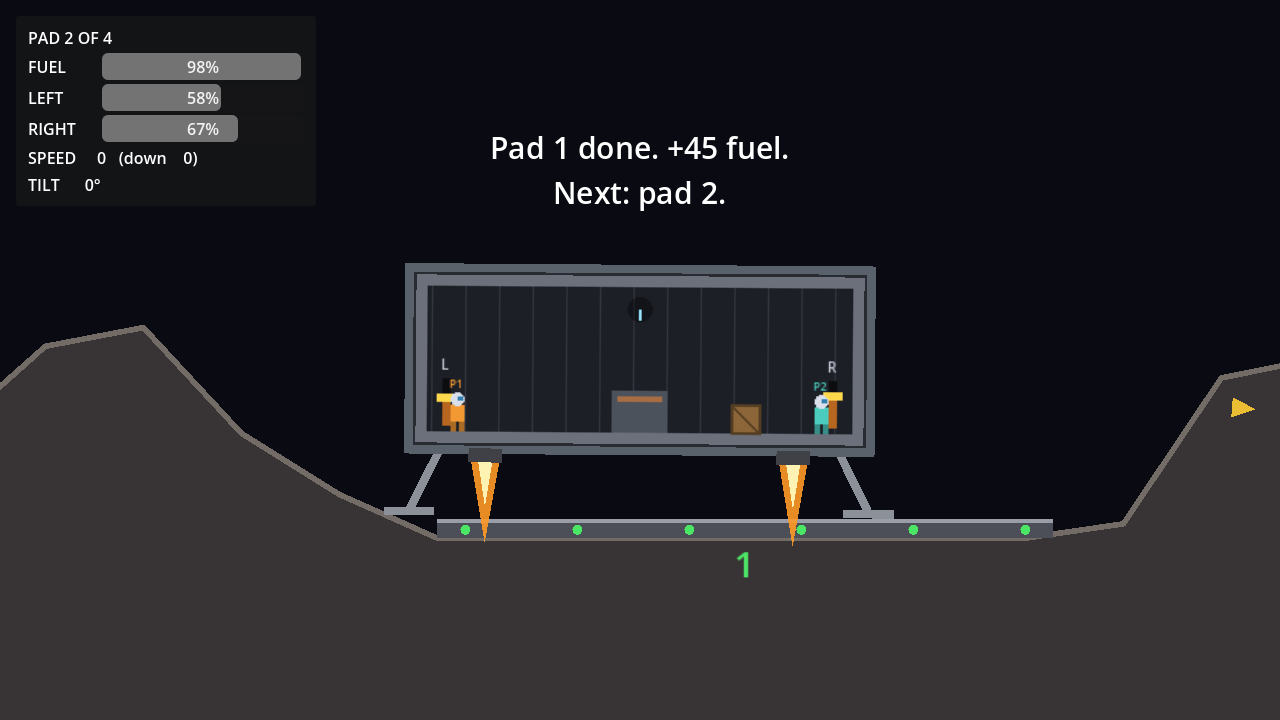 PAD 2 OF 4
FUEL 98%
LEFT 58%
RIGHT 67%
SPEED 0 (down 0)
TILT 0°
Pad 1 done. +45 fuel.
Next: pad 2.
L
R
P1
P2
1